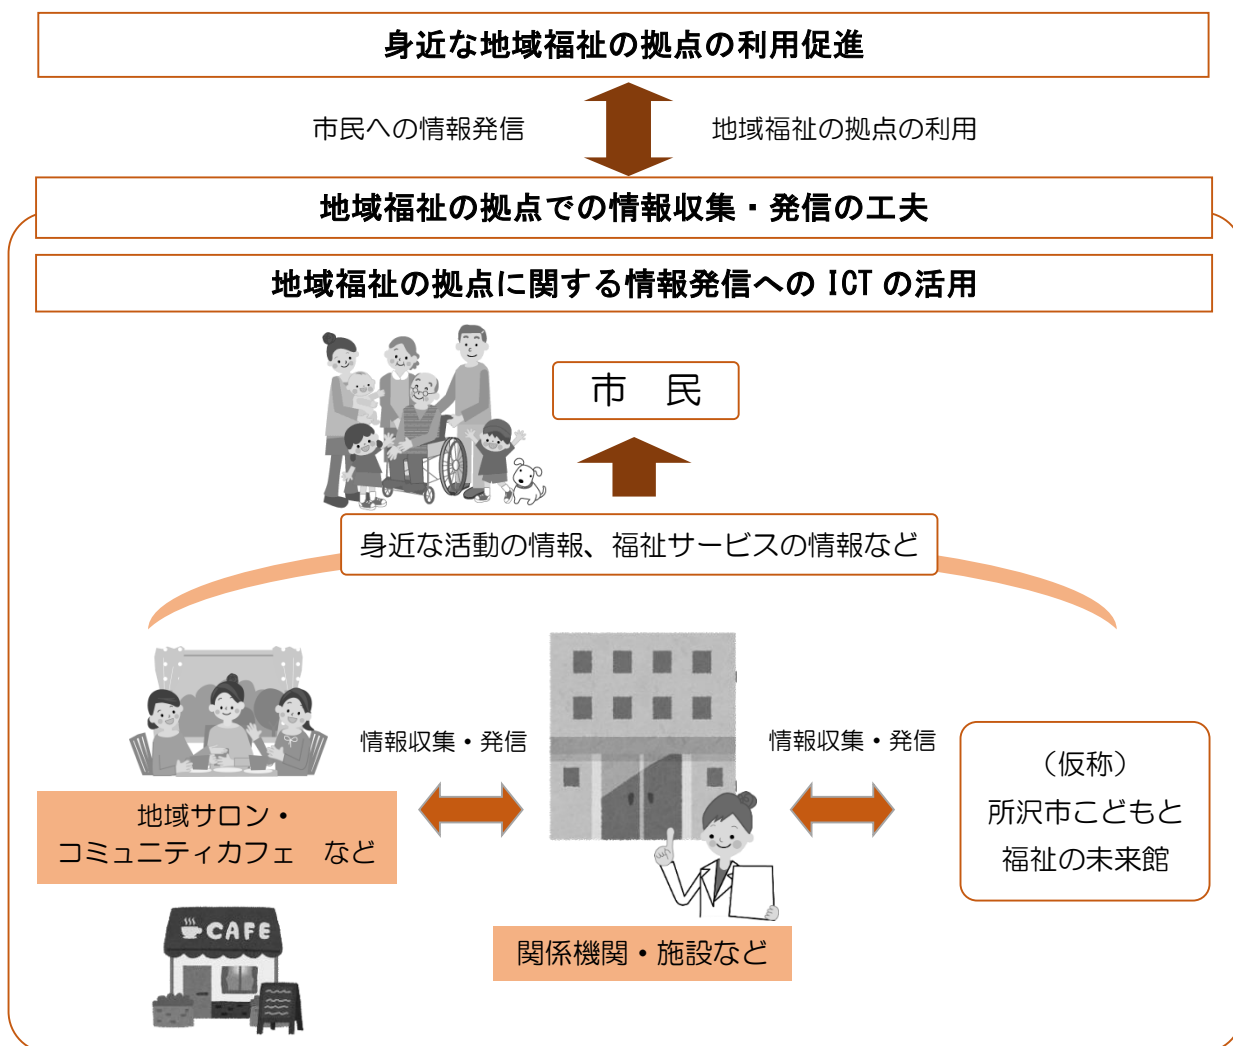 身近な地域福祉の拠点の利用促進
市民への情報発信
地域福祉の拠点の利用
地域福祉の拠点での情報収集・発信の工夫
地域福祉の拠点に関する情報発信への ICT の活用
市　民
身近な活動の情報、福祉サービスの情報など
情報収集・発信
情報収集・発信
（仮称）
所沢市こどもと
福祉の未来館
地域サロン・
コミュニティカフェ　など
CAFE
関係機関・施設など